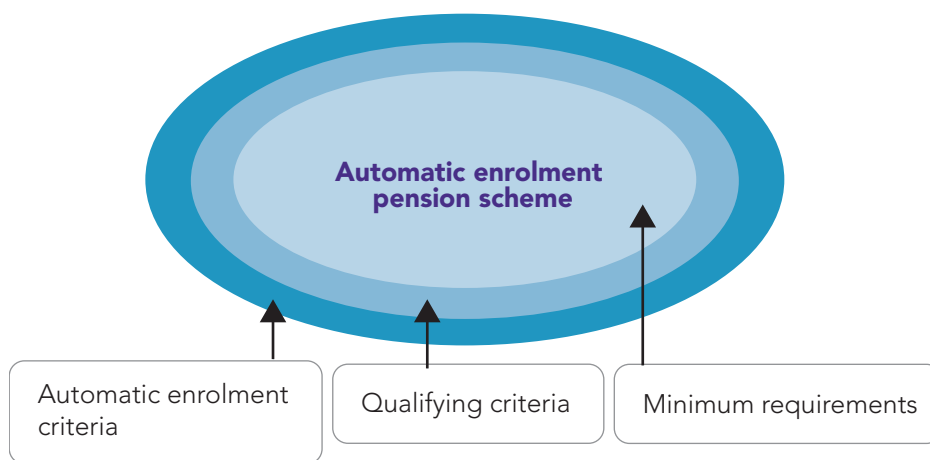 Automatic enrolment
pension scheme
Automatic enrolment
criteria
Qualifying criteria
Minimum requirements